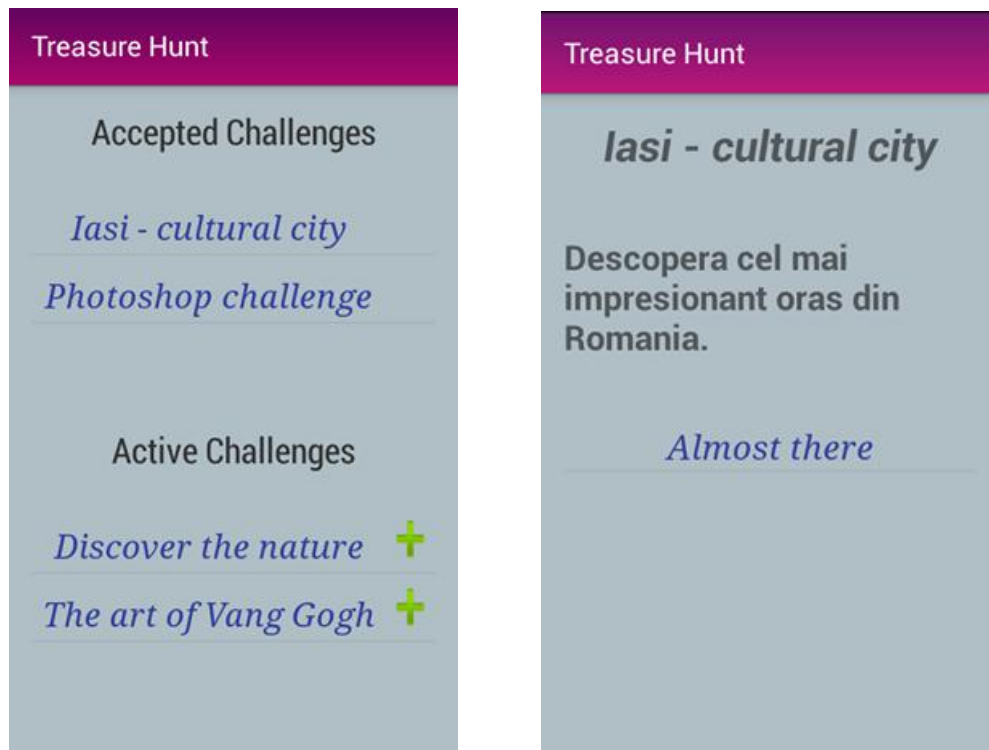 Treasure Hunt
Accepted Challenges
Iasi - cultural city
Photoshop challenge
Active Challenges
Discover the nature
The art of Vang Gogh
Treasure Hunt
Iasi - cultural city
Descopera cel mai
impresionant oras din
Romania.
Almost there